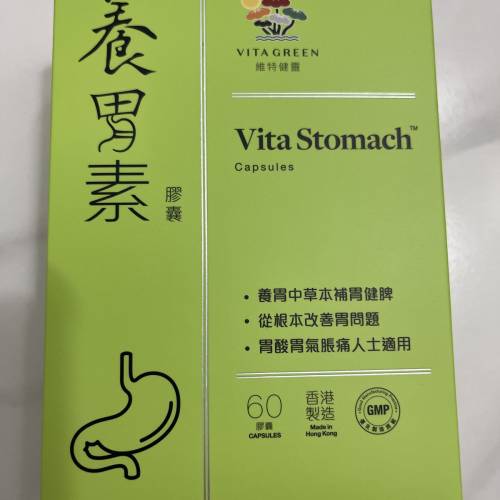 養胃素
膠囊
VITA GREEN
維特健靈
Vita Stomach™
Capsules
• 養胃中草本補胃健脾
• 從根本改善胃問題
• 胃酸胃氣脹痛人士適用
60
膠囊
CAPSULES
香港
製造
Made in
Hong Kong
GMP